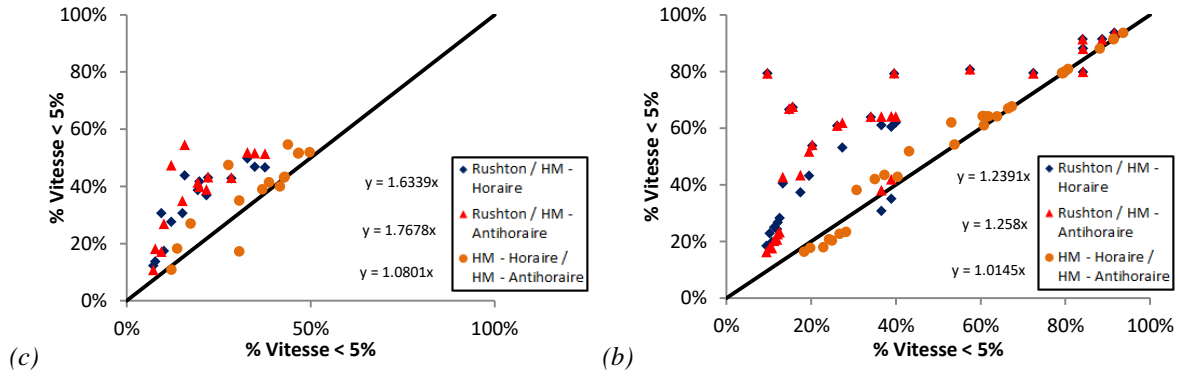 100%
80%
60%
40%
20%
0%
0%
50%
100%
% Vitesse < 5%
% Vitesse < 5%
y = 1.6339x
y = 1.7678x
y = 1.0801x
Rushton / HM -
Horaire
Rushton / HM -
Antihoraire
HM - Horaire /
HM - Antihoraire
(c)
100%
80%
60%
40%
20%
0%
0%
20%
40%
60%
80%
100%
% Vitesse < 5%
% Vitesse < 5%
y = 1.2391x
y = 1.258x
y = 1.0145x
Rushton / HM -
Horaire
Rushton / HM -
Antihoraire
HM - Horaire /
HM - Antihoraire
(b)